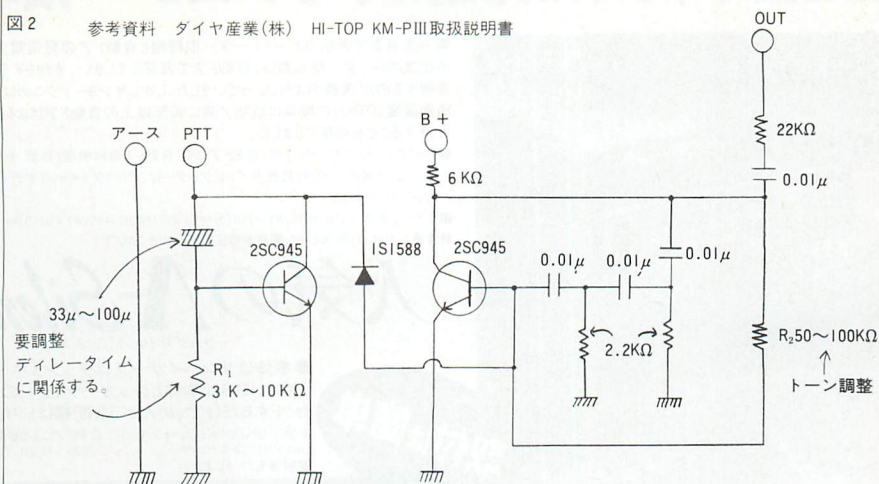 図2
参考資料 ダイヤ産業(株) HI-TOP KM-PIII取扱説明書
OUT
22KΩ
0.01μ
アース
PTT
B+
6KΩ
2SC945
1S1588
2SC945
0.01μ
0.01μ
0.01μ
33μ〜100μ
要調整
ディレータイム
に関係する。
R₁
3K〜10KΩ
2.2KΩ
R₂50〜100KΩ
トーン調整